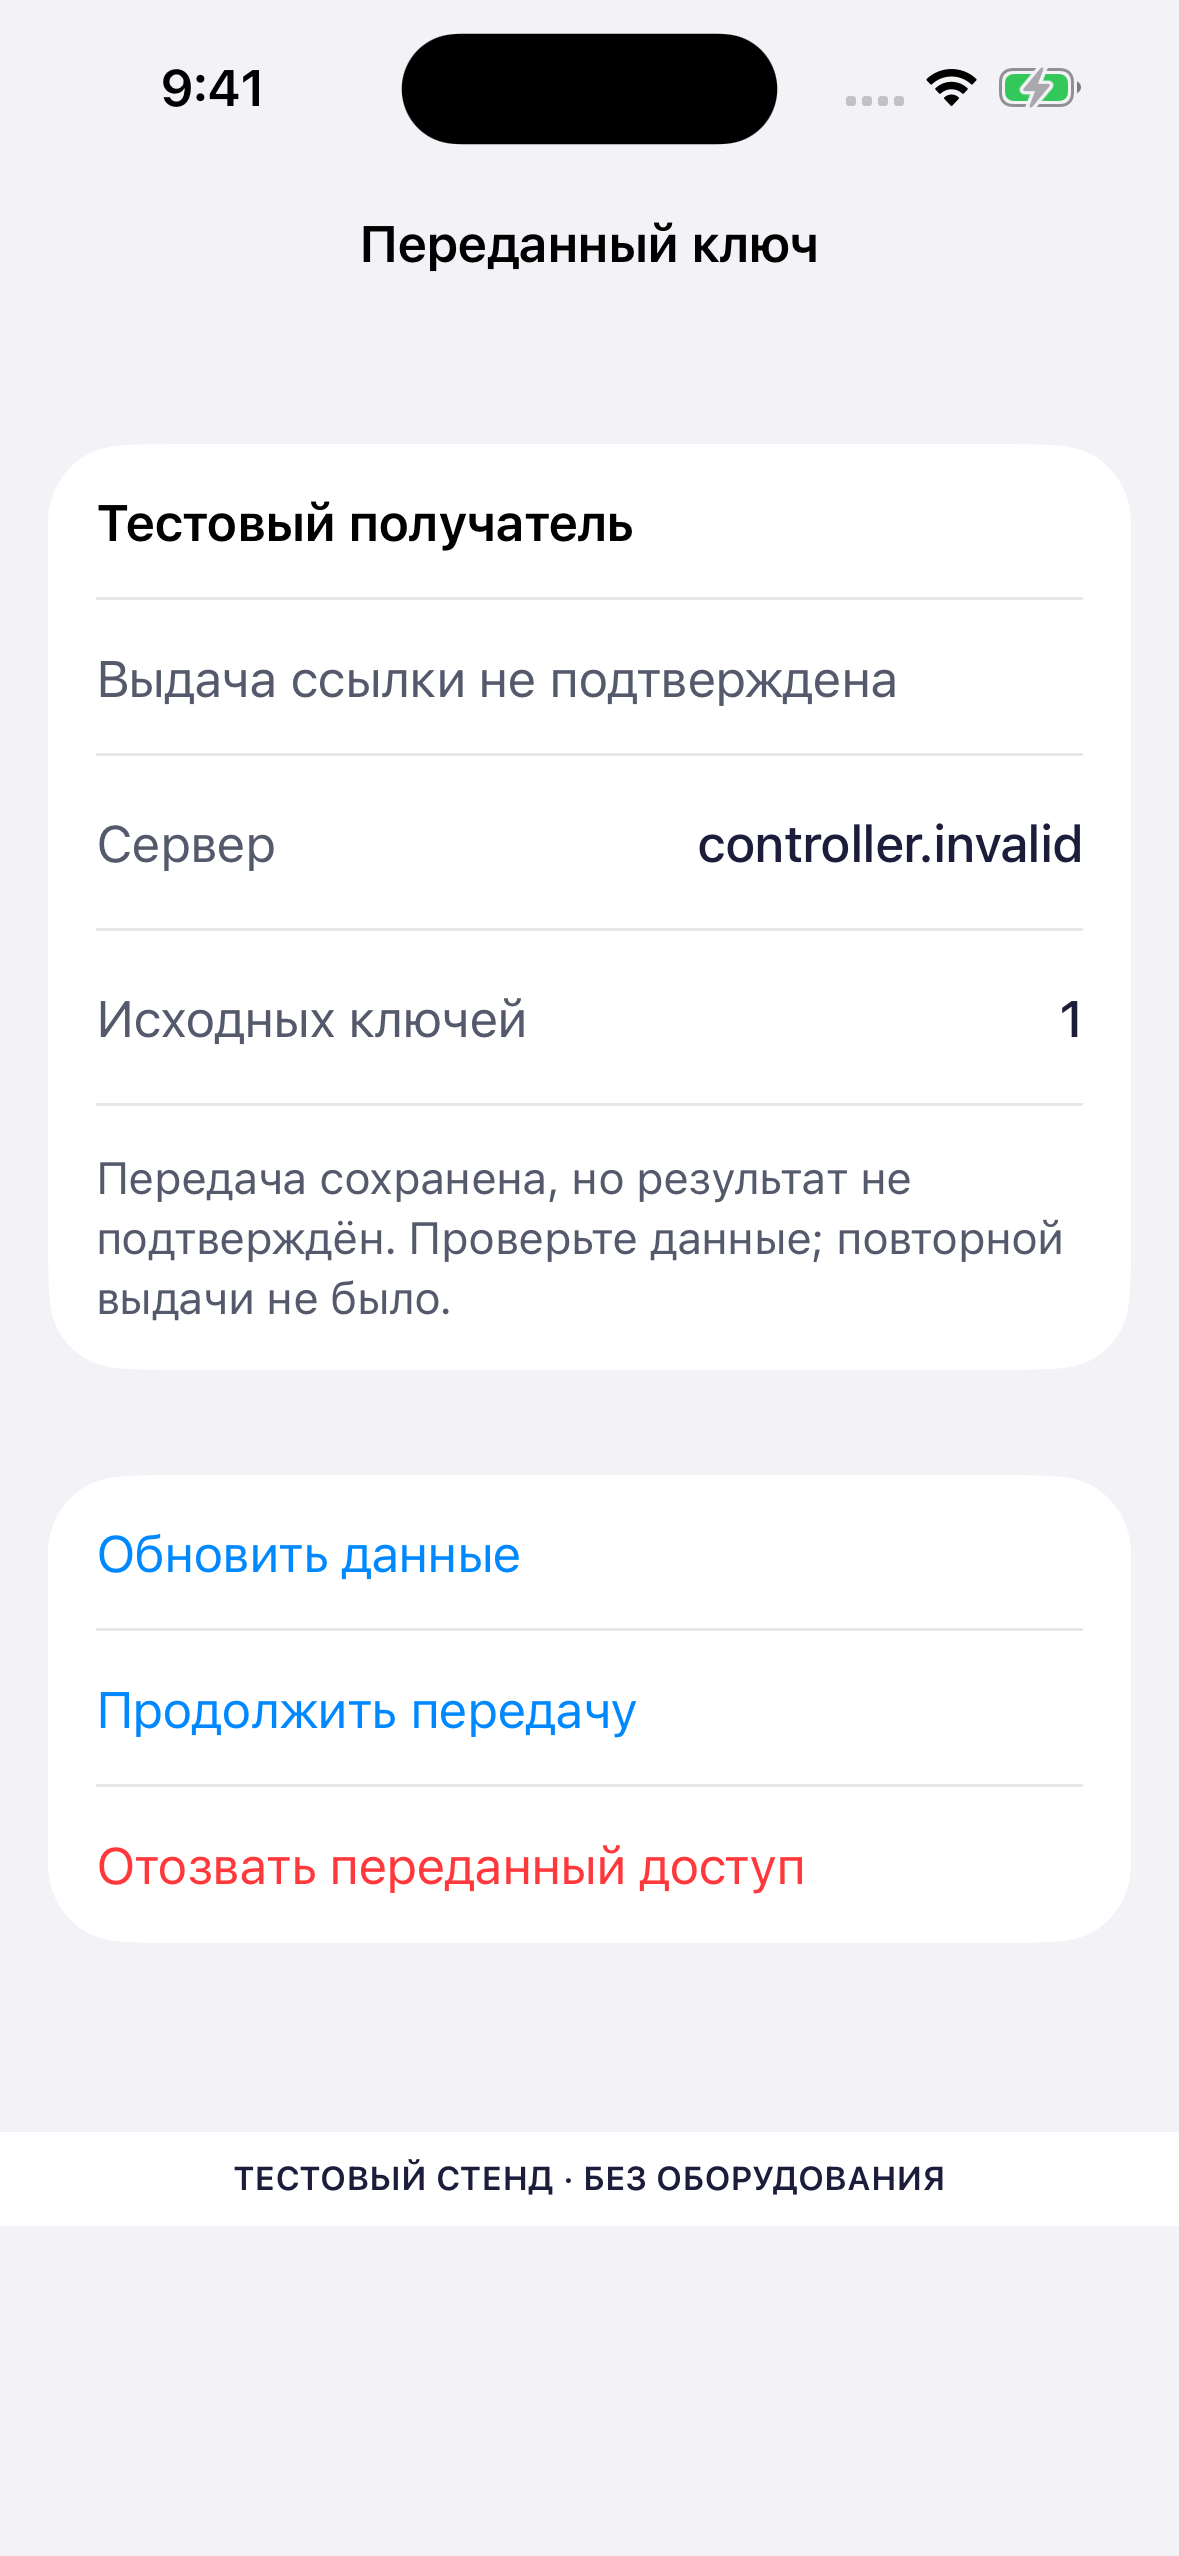 9:41
Переданный ключ
Тестовый получатель
Выдача ссылки не подтверждена
Сервер controller.invalid
Исходных ключей 1
Передача сохранена, но результат не
подтверждён. Проверьте данные; повторной
выдачи не было.
Обновить данные
Продолжить передачу
Отозвать переданный доступ
ТЕСТОВЫЙ СТЕНД · БЕЗ ОБОРУДОВАНИЯ